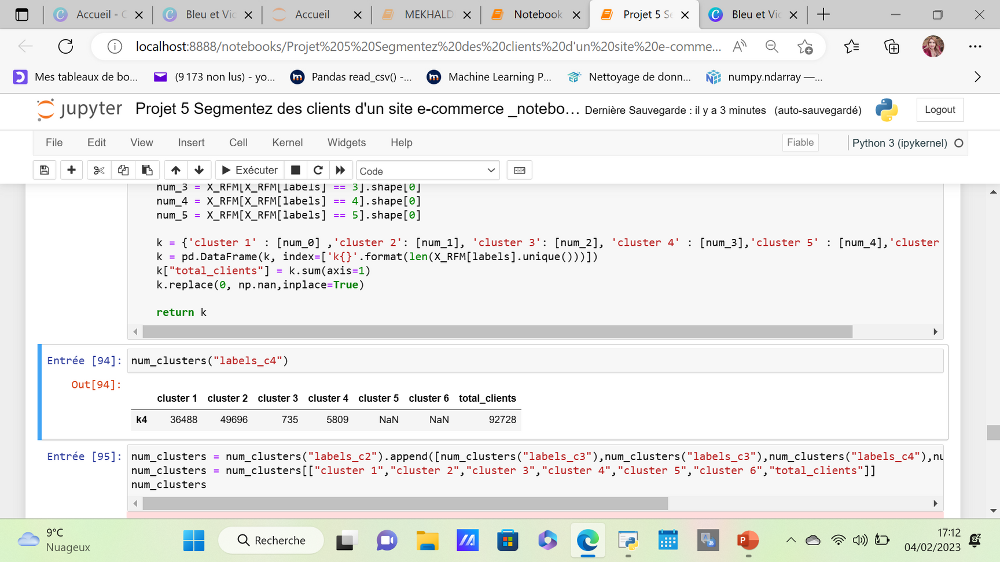 Accueil - C
Bleu et Vic
Accueil
MEKHALD
Notebook
Projet 5 Se
Bleu et Vic
localhost:8888/notebooks/Projet%205%20Segmentez%20des%20clients%20d'un%20site%20e-comme...
Mes tableaux de bo...
(9 173 non lus) - yo...
Pandas read_csv() -...
Machine Learning P...
Nettoyage de donn...
numpy.ndarray —...
jupyter Projet 5 Segmentez des clients d'un site e-commerce _notebo... Dernière Sauvegarde : il y a 3 minutes (auto-sauvegardé) Logout
File Edit View Insert Cell Kernel Widgets Help Fiable Python 3 (ipykernel)
Exécuter Code
num_3 = X_RFM[X_RFM[labels] == 3].shape[0]
num_4 = X_RFM[X_RFM[labels] == 4].shape[0]
num_5 = X_RFM[X_RFM[labels] == 5].shape[0]
k = {'cluster 1' : [num_0] ,'cluster 2': [num_1], 'cluster 3': [num_2], 'cluster 4' : [num_3],'cluster 5' : [num_4],'cluster
k = pd.DataFrame(k, index=['k{}'.format(len(X_RFM[labels].unique()))])
k["total_clients"] = k.sum(axis=1)
k.replace(0, np.nan,inplace=True)
return k
Entrée [94]: num_clusters("labels_c4")
Out[94]:
cluster 1 cluster 2 cluster 3 cluster 4 cluster 5 cluster 6 total_clients
k4 36488 49696 735 5809 NaN NaN 92728
Entrée [95]: num_clusters = num_clusters("labels_c2").append([num_clusters("labels_c3"),num_clusters("labels_c3"),num_clusters("labels_c4"),nu
num_clusters = num_clusters[["cluster 1","cluster 2","cluster 3","cluster 4","cluster 5","cluster 6","total_clients"]]
num_clusters
9°C
Nuageux
Recherche
17:12
04/02/2023